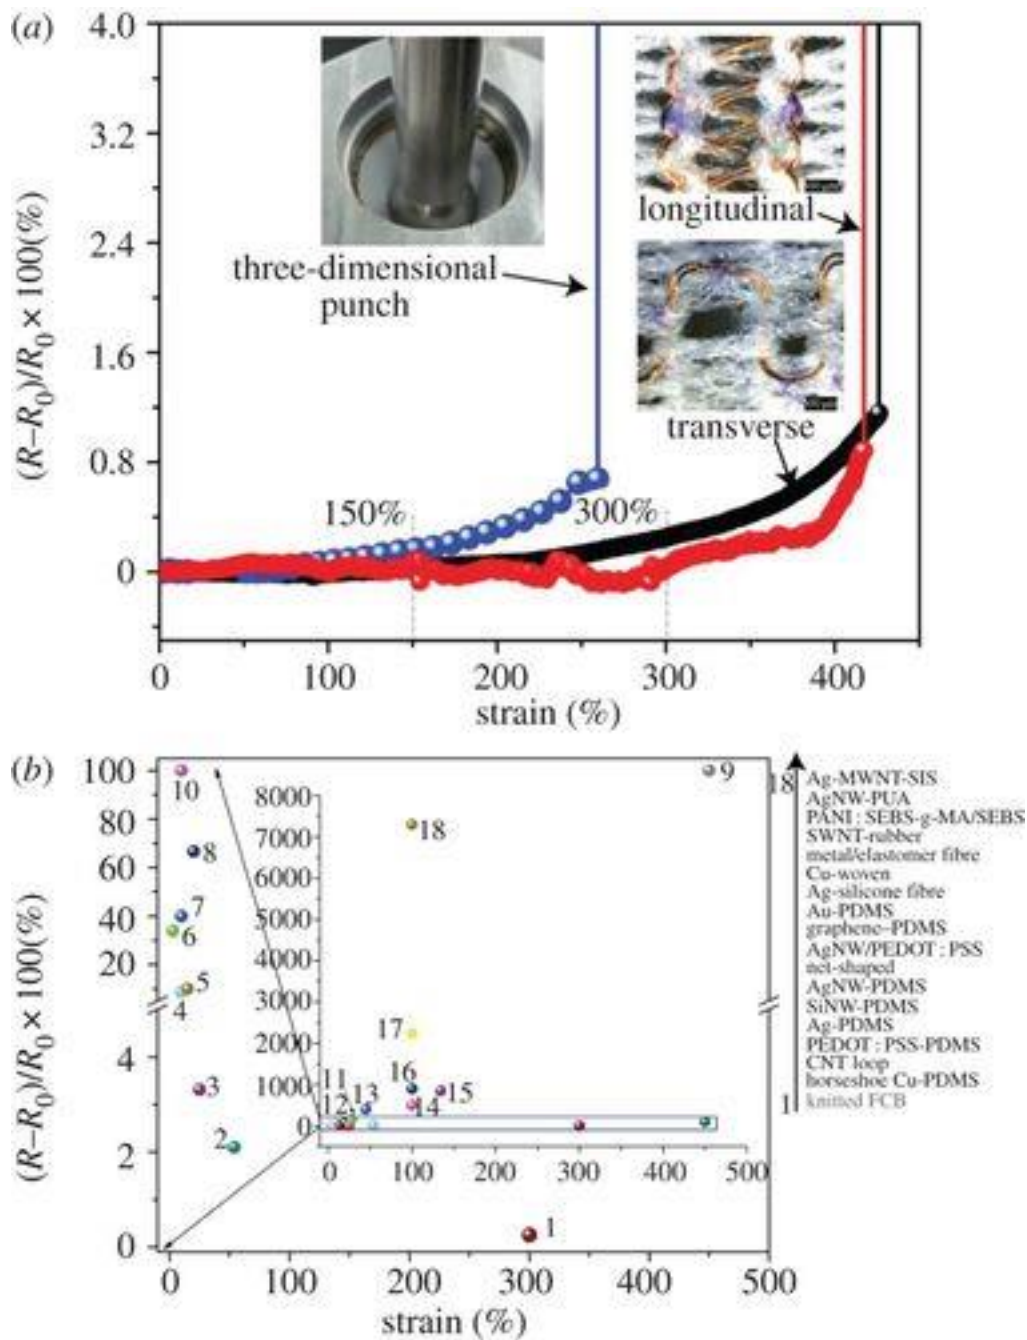 (a)
4.0
3.2
2.4
1.6
0.8
0
(R–R0)/R0 × 100(%)
three-dimensional
punch
longitudinal
transverse
150%
300%
0
100
200
300
400
strain (%)
(b)
100
80
60
40
20
10
4
2
0
(R–R0)/R0 × 100(%)
10
8
7
6
5
4
3
2
1
9
8000
7000
6000
5000
4000
3000
2000
1000
0
18
17
16
15
14
13
12
11
0
100
200
300
400
500
0
100
200
300
400
500
strain (%)
18
Ag-MWNT-SIS
AgNW-PUA
PANI : SEBS-g-MA/SEBS
SWNT-rubber
metal/elastomer fibre
Cu-woven
Ag-silicone fibre
Au-PDMS
graphene–PDMS
AgNW/PEDOT : PSS
net-shaped
AgNW-PDMS
SiNW-PDMS
Ag-PDMS
PEDOT : PSS-PDMS
CNT loop
horseshoe Cu-PDMS
1
knitted FCB